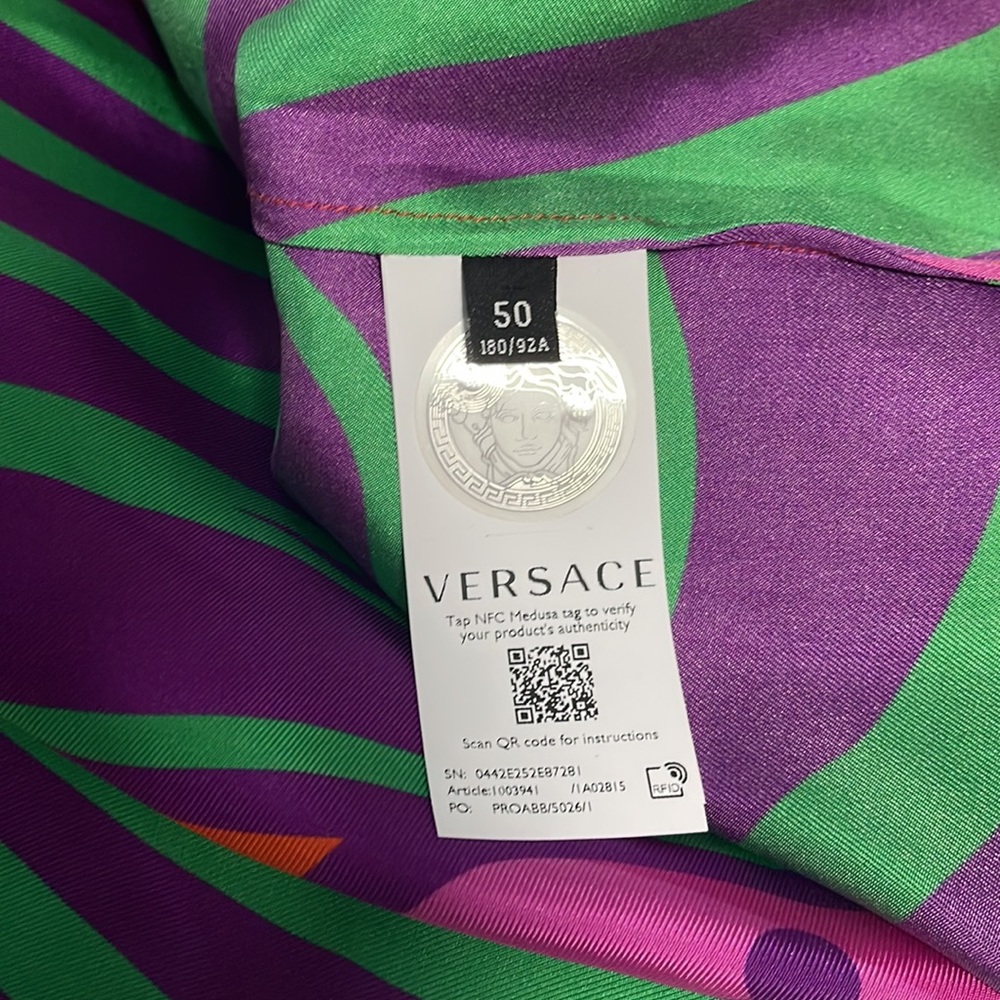 50
180/92A
VERSACE
Tap NFC Medusa tag to verify
your product's authenticity
Scan QR code for instructions
SN: 0442E252EB7281
Article:1003941 /1A02815
PO: PROABB/5026/1
RFID